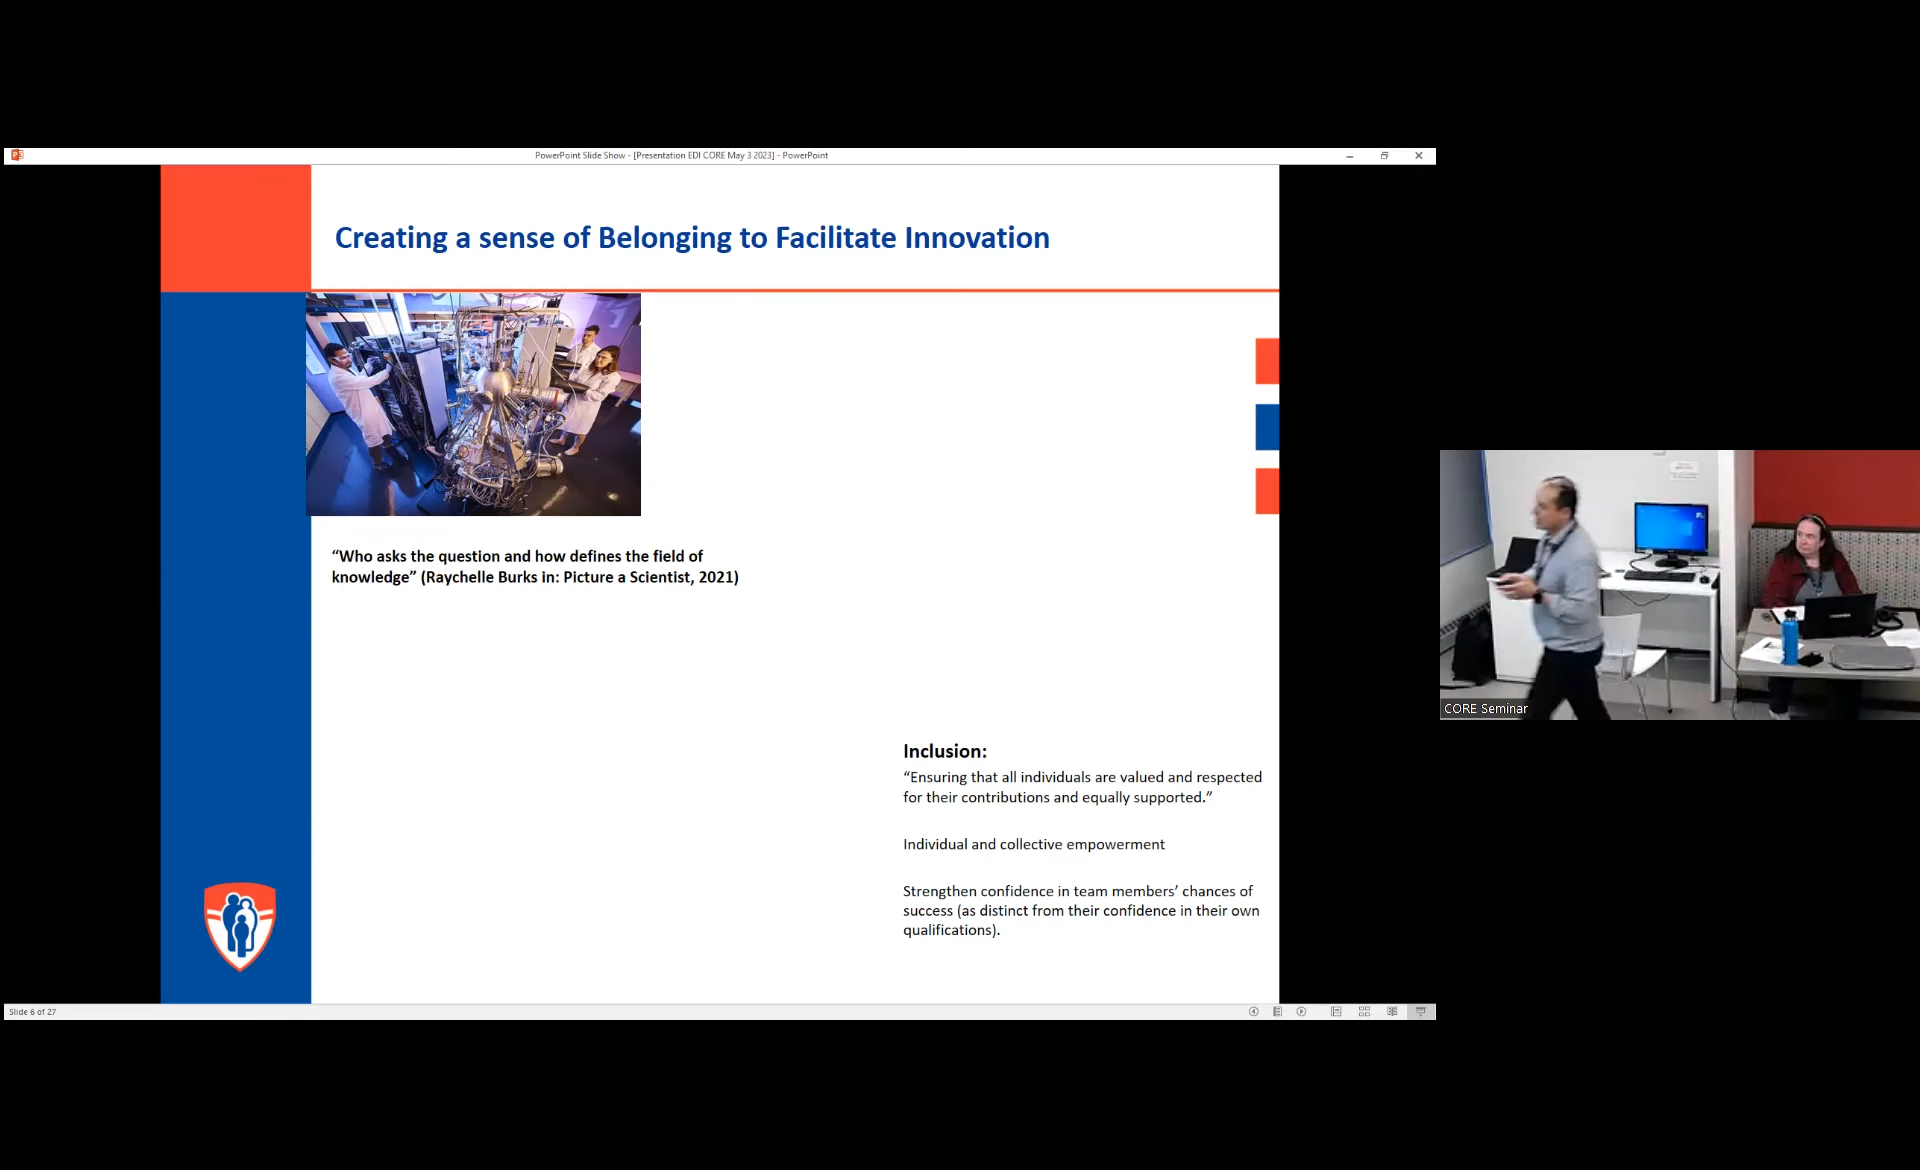 PowerPoint Slide Show - [Presentation EDI CORE May 3 2023] - PowerPoint
Creating a sense of Belonging to Facilitate Innovation
“Who asks the question and how defines the field of
knowledge” (Raychelle Burks in: Picture a Scientist, 2021)
Inclusion:
“Ensuring that all individuals are valued and respected
for their contributions and equally supported.”
Individual and collective empowerment
Strengthen confidence in team members’ chances of
success (as distinct from their confidence in their own
qualifications).
Slide 6 of 27
CORE Seminar